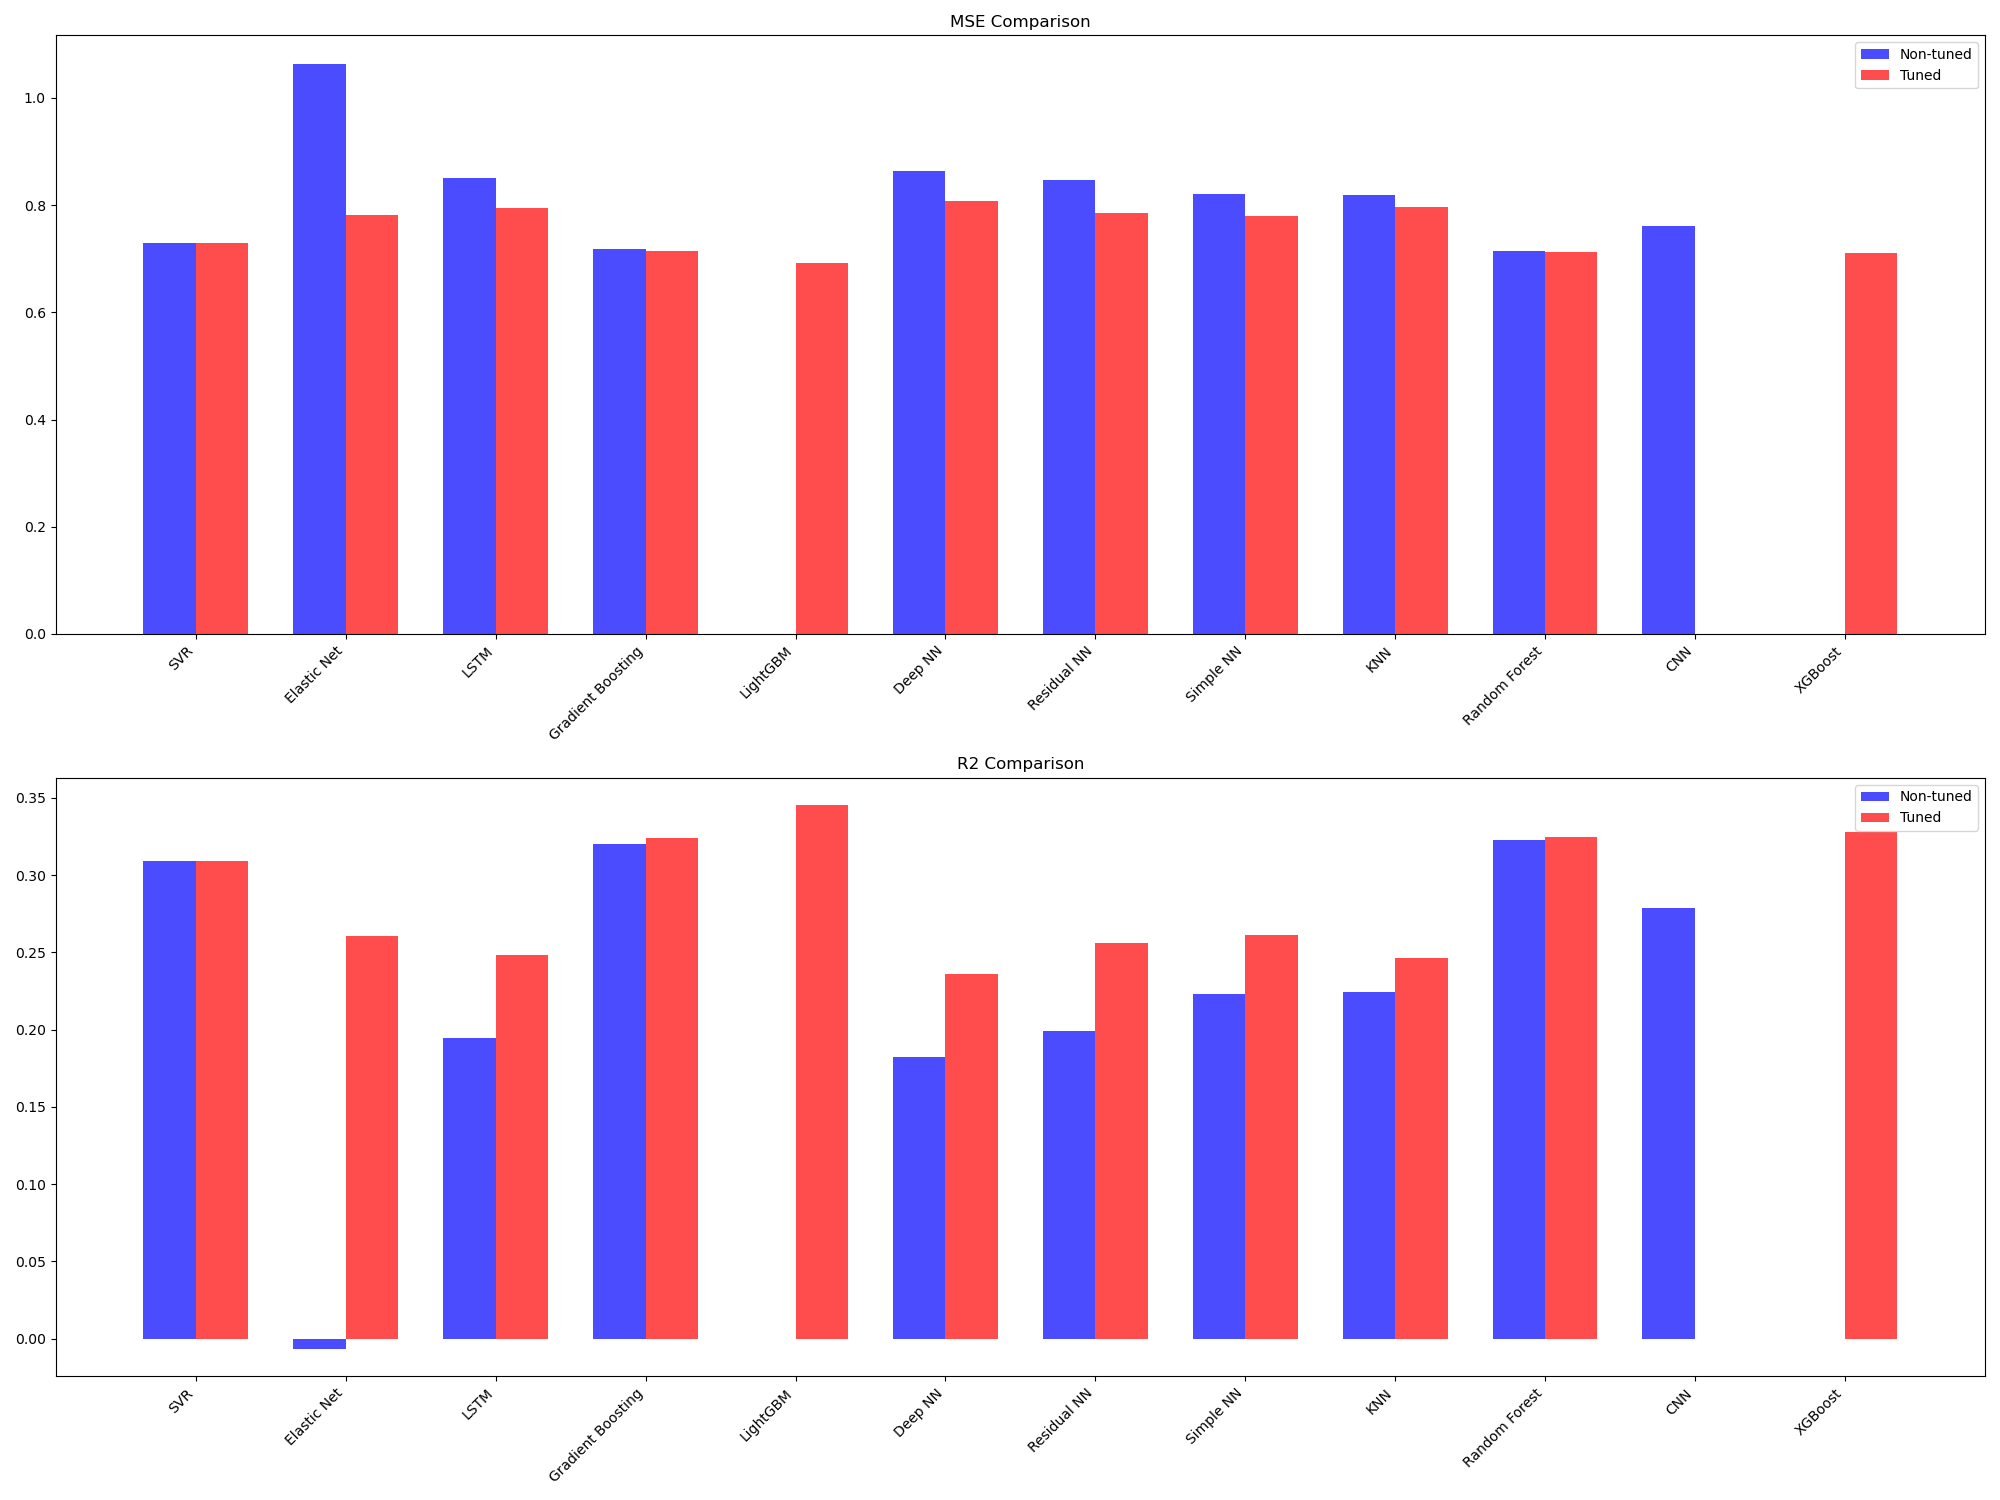 MSE Comparison
Non-tuned
Tuned
1.0
0.8
0.6
0.4
0.2
0.0
SVR
Elastic Net
LSTM
Gradient Boosting
LightGBM
Deep NN
Residual NN
Simple NN
KNN
Random Forest
CNN
XGBoost
R2 Comparison
Non-tuned
Tuned
0.35
0.30
0.25
0.20
0.15
0.10
0.05
0.00
SVR
Elastic Net
LSTM
Gradient Boosting
LightGBM
Deep NN
Residual NN
Simple NN
KNN
Random Forest
CNN
XGBoost